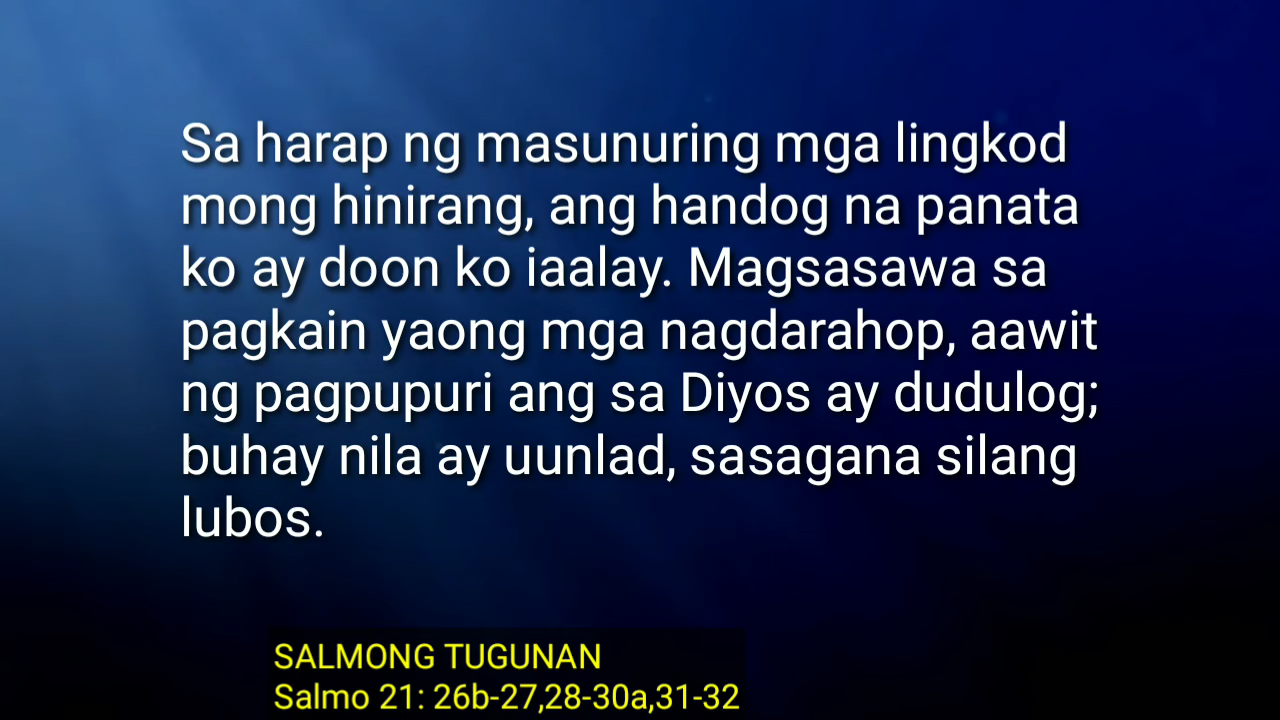 Sa harap ng masunuring mga lingkod
mong hinirang, ang handog na panata
ko ay doon ko iaalay. Magsasawa sa
pagkain yaong mga nagdarahop, aawit
ng pagpupuri ang sa Diyos ay dudulog;
buhay nila ay uunlad, sasagana silang
lubos.
SALMONG TUGUNAN
Salmo 21: 26b-27,28-30a,31-32